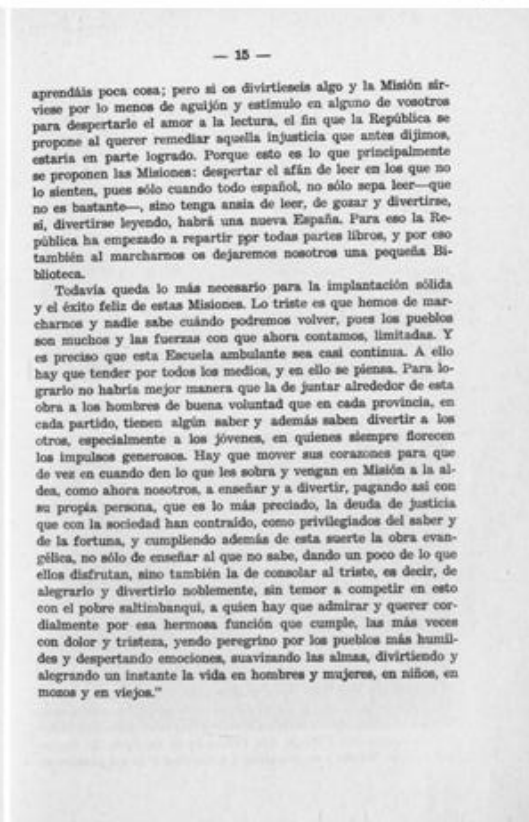 — 15 —
aprendáis poca cosa; pero si os divirtieseis algo y la Misión sir-
viese por lo menos de aguijón y estímulo en alguno de vosotros
para despertarle el amor a la lectura, el fin que la República se
propone al querer remediar aquella injusticia que antes dijimos,
estaría en parte logrado. Porque esto es lo que principalmente
se proponen las Misiones: despertar el afán de leer en los que no
lo sienten, pues sólo cuando todo español, no sólo sepa leer—que
no es bastante—, sino tenga ansia de leer, de gozar y divertirse,
sí, divertirse leyendo, habrá una nueva España. Para eso la Re-
pública ha empezado a repartir ppr todas partes libros, y por eso
también al marcharnos os dejaremos nosotros una pequeña Bi-
blioteca.
Todavía queda lo más necesario para la implantación sólida
y el éxito feliz de estas Misiones. Lo triste es que hemos de mar-
charnos y nadie sabe cuándo podremos volver, pues los pueblos
son muchos y las fuerzas con que ahora contamos, limitadas. Y
es preciso que esta Escuela ambulante sea casi continua. A ello
hay que tender por todos los medios, y en ello se piensa. Para lo-
grarlo no habría mejor manera que la de juntar alrededor de esta
obra a los hombres de buena voluntad que en cada provincia, en
cada partido, tienen algún saber y además saben divertir a los
otros, especialmente a los jóvenes, en quienes siempre florecen
los impulsos generosos. Hay que mover sus corazones para que
de vez en cuando den lo que les sobra y vengan en Misión a la al-
dea, como ahora nosotros, a enseñar y a divertir, pagando así con
su propia persona, que es lo más preciado, la deuda de justicia
que con la sociedad han contraído, como privilegiados del saber y
de la fortuna, y cumpliendo además de esta suerte la obra evan-
gélica, no sólo de enseñar al que no sabe, dando un poco de lo que
ellos disfrutan, sino también la de consolar al triste, es decir, de
alegrarlo y divertirlo noblemente, sin temor a competir en esto
con el pobre saltimbanqui, a quien hay que admirar y querer cor-
dialmente por esa hermosa función que cumple, las más veces
con dolor y tristeza, yendo peregrino por los pueblos más humil-
des y despertando emociones, suavizando las almas, divirtiendo y
alegrando un instante la vida en hombres y mujeres, en niños, en
mozos y en viejos."